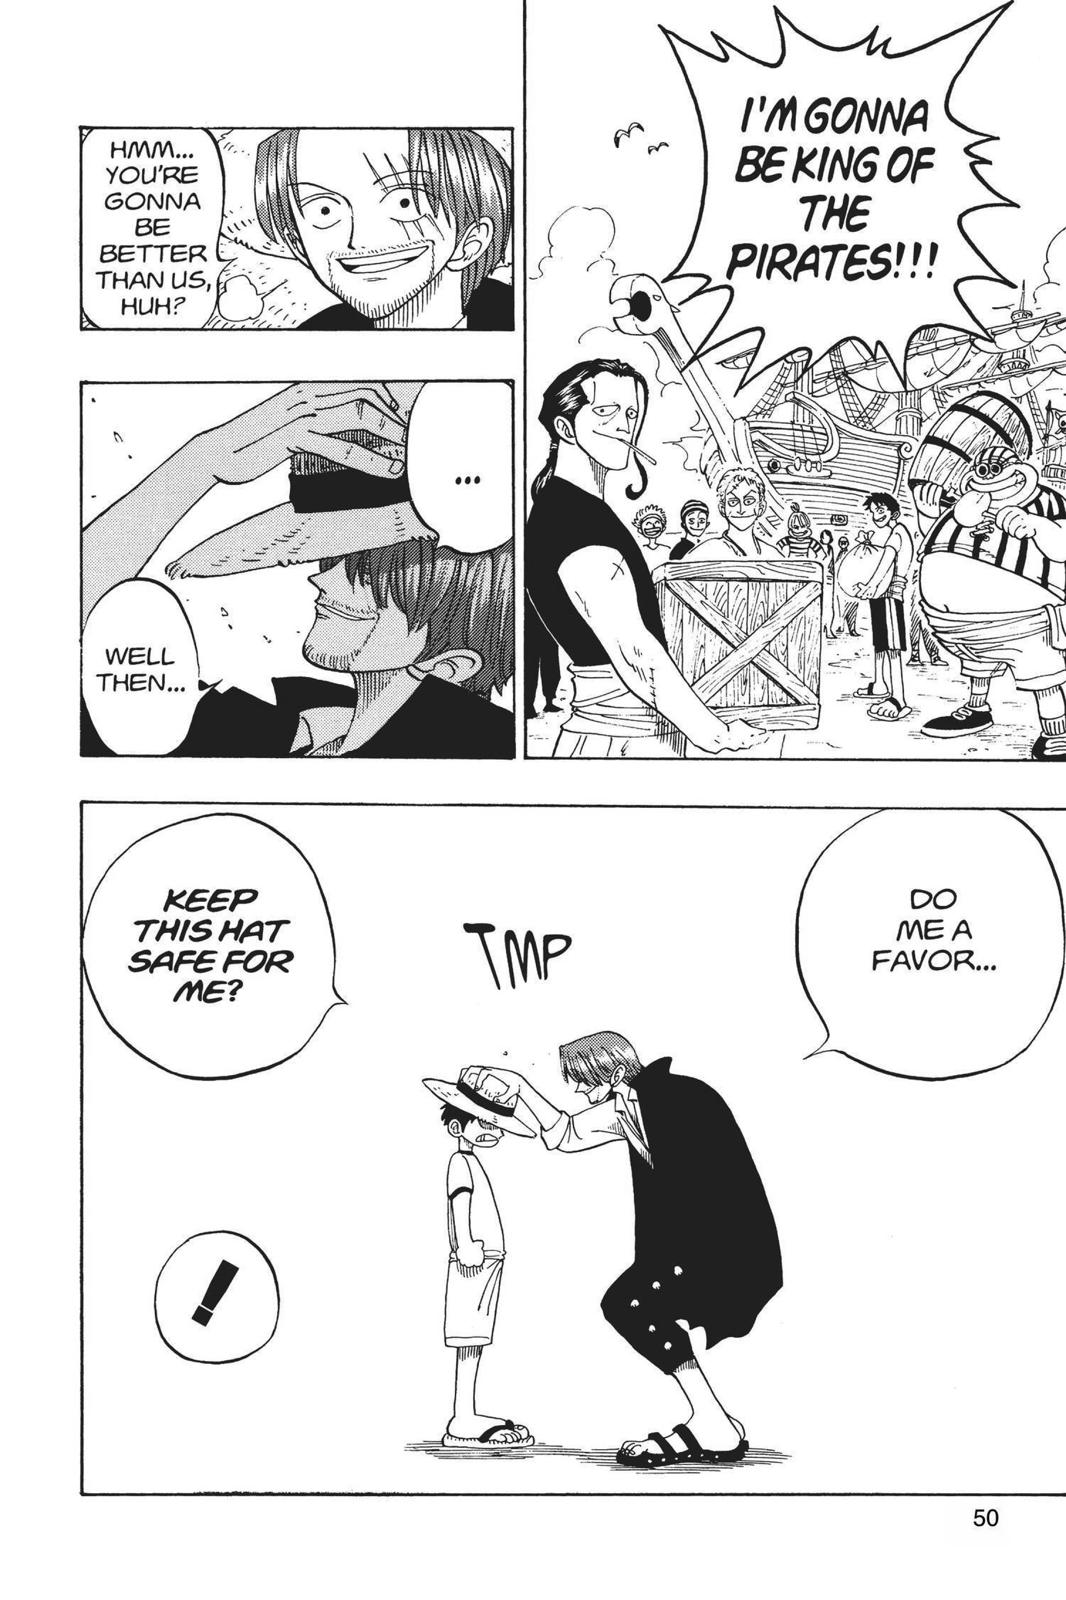 I'M GONNA
BE KING OF
THE
PIRATES!!!
HMM...
YOU'RE
GONNA
BE
BETTER
THAN US,
HUH?
...
WELL
THEN...
DO
ME A
FAVOR...
TMP
KEEP
THIS HAT
SAFE FOR
ME?
!
50